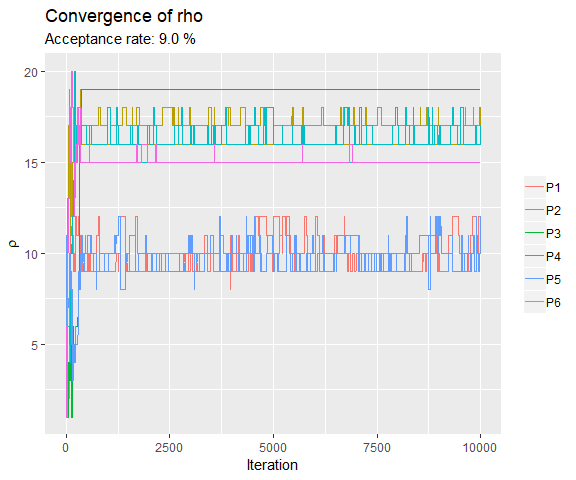 Convergence of rho
Acceptance rate: 9.0 %
20
15
10
5
ρ
0
2500
5000
7500
10000
Iteration
P1
P2
P3
P4
P5
P6